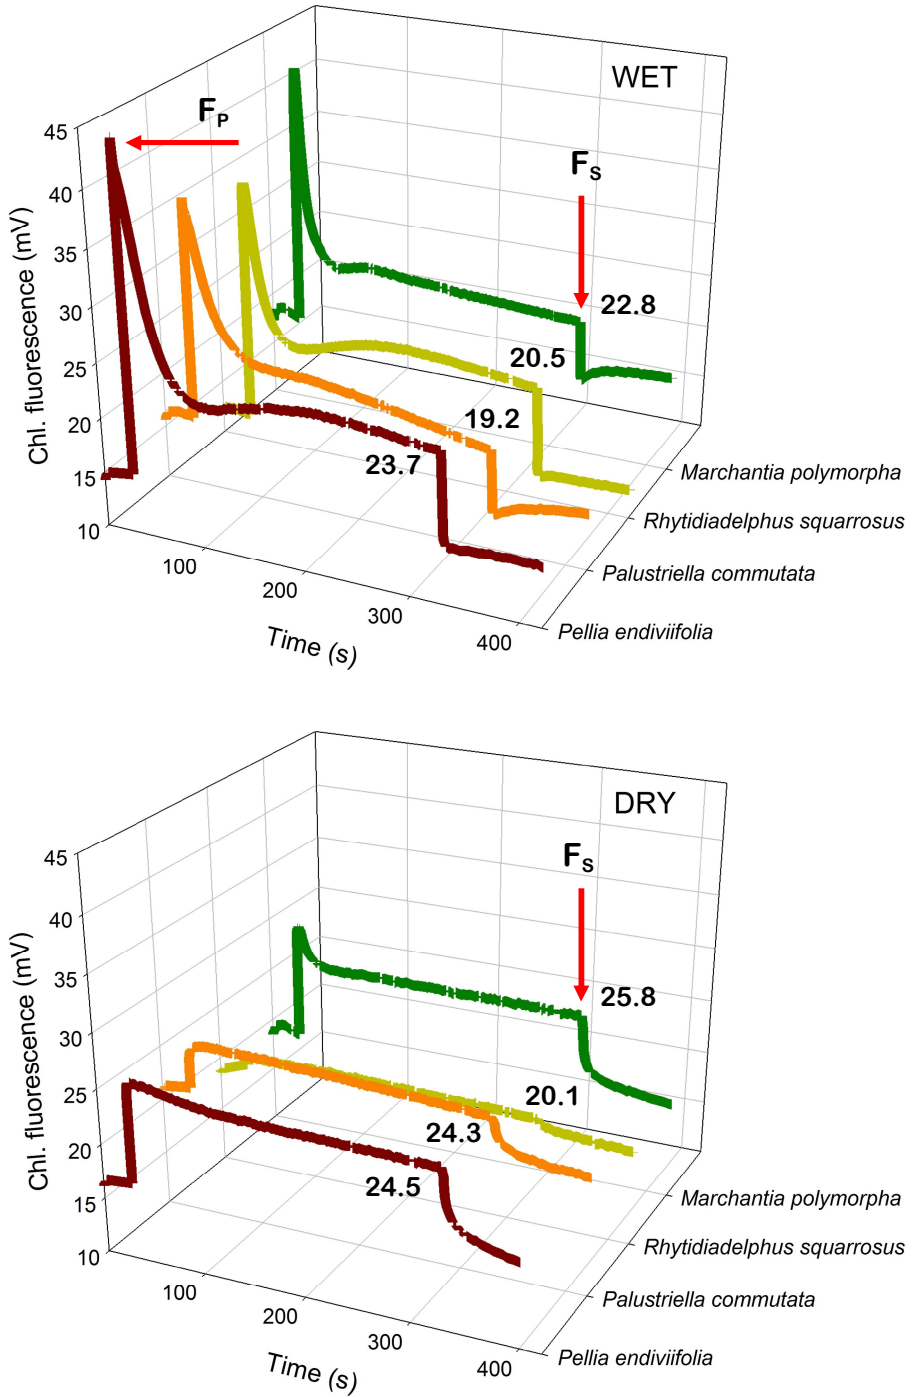 WET
45
40
35
30
25
20
15
10
Chl. fluorescence (mV)
FP
FS
22.8
20.5
19.2
23.7
100
200
300
400
Time (s)
Marchantia polymorpha
Rhytidiadelphus squarrosus
Palustriella commutata
Pellia endiviifolia
DRY
45
40
35
30
25
20
15
10
Chl. fluorescence (mV)
FS
25.8
20.1
24.3
24.5
100
200
300
400
Time (s)
Marchantia polymorpha
Rhytidiadelphus squarrosus
Palustriella commutata
Pellia endiviifolia